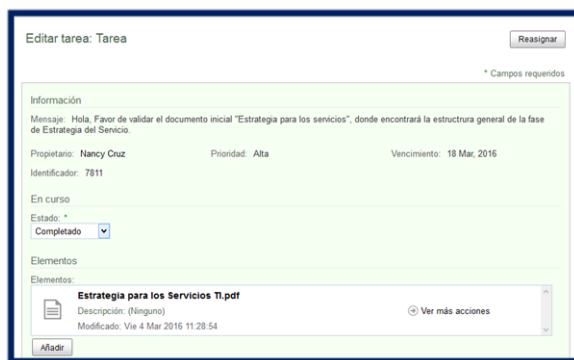 Editar tarea: Tarea
Reasignar
* Campos requeridos
Información
Mensaje: Hola, Favor de validar el documento inicial "Estrategia para los servicios", donde encontrará la estructrura general de la fase
de Estrategia del Servicio.
Propietario: Nancy Cruz Prioridad: Alta Vencimiento: 18 Mar, 2016
Identificador: 7811
En curso
Estado: *
Completado
Elementos
Elementos:
Estrategia para los Servicios TI.pdf
Descripción: (Ninguno) Ver más acciones
Modificado: Vie 4 Mar 2016 11:28:54
Añadir